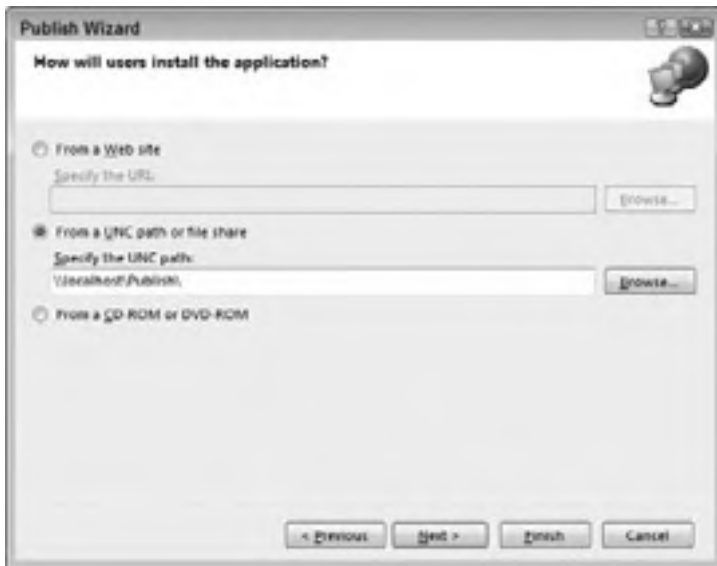 Publish Wizard
How will users install the application?
From a Web site
Specify the URL:
Browse...
From a UNC path or file share
Specify the UNC path:
\\localhost\Publish\
Browse...
From a CD-ROM or DVD-ROM
< Previous
Next >
Finish
Cancel